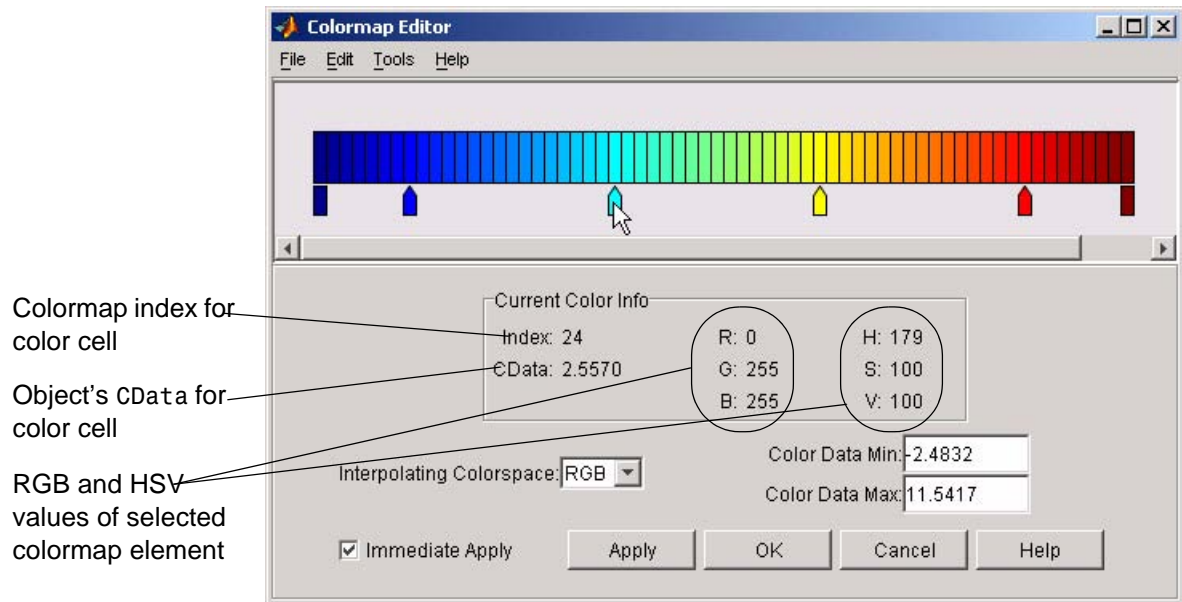 Colormap Editor
File Edit Tools Help
Current Color Info
Colormap index for
color cell
Index: 24
R: 0
H: 179
CData: 2.5570
G: 255
S: 100
B: 255
V: 100
Object's CData for
color cell
RGB and HSV
values of selected
colormap element
Interpolating Colorspace: RGB
Color Data Min: -2.4832
Color Data Max: 11.5417
Immediate Apply
Apply
OK
Cancel
Help